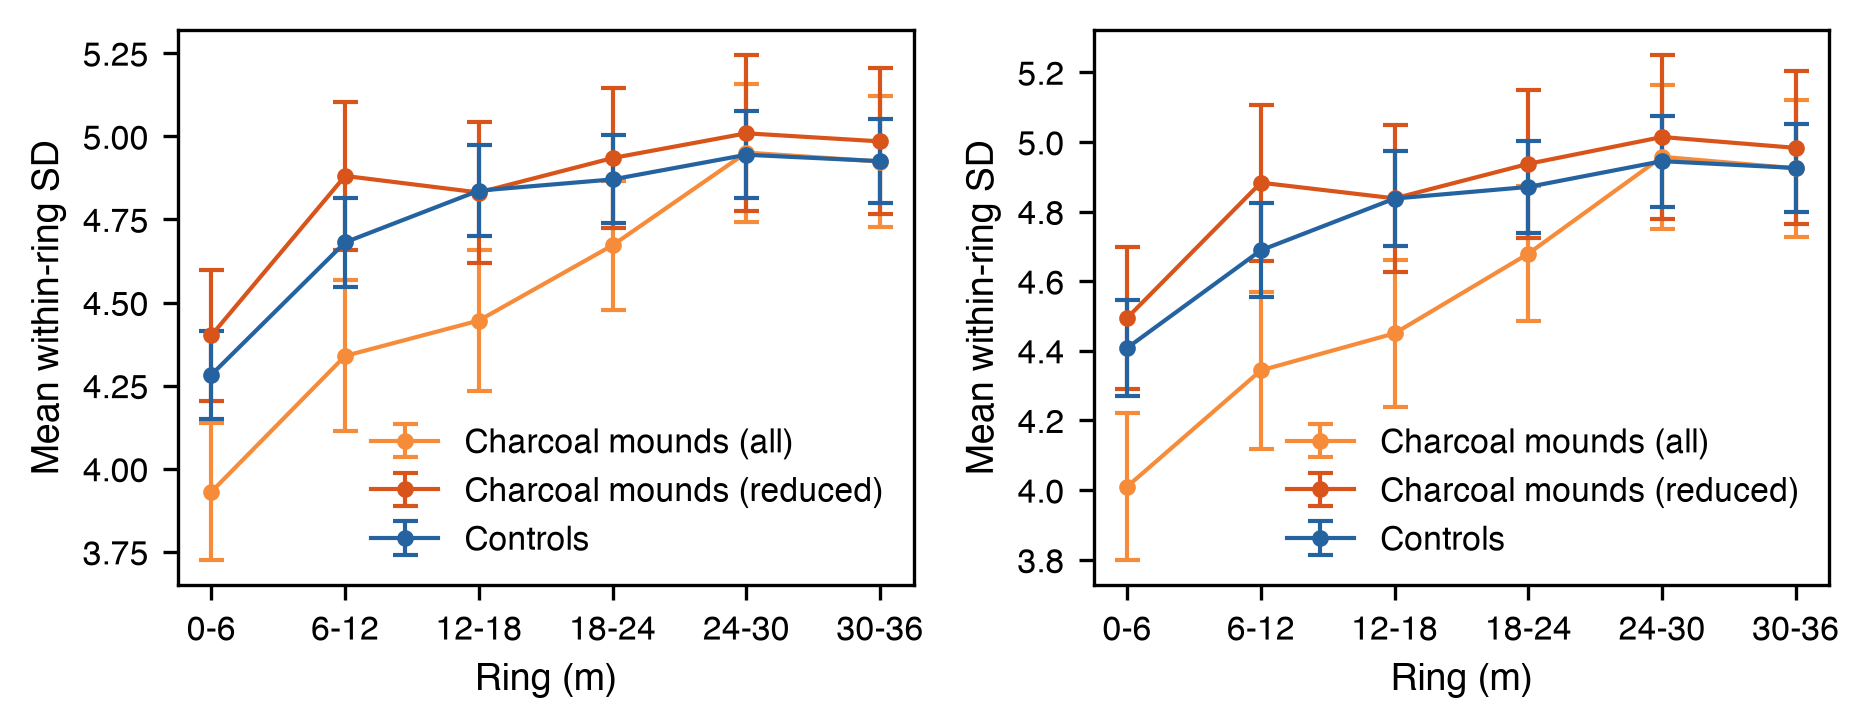 Mean within-ring SD
5.25
5.00
4.75
4.50
4.25
4.00
3.75
Charcoal mounds (all)
Charcoal mounds (reduced)
Controls
0-6 6-12 12-18 18-24 24-30 30-36
Ring (m)
Mean within-ring SD
5.2
5.0
4.8
4.6
4.4
4.2
4.0
3.8
Charcoal mounds (all)
Charcoal mounds (reduced)
Controls
0-6 6-12 12-18 18-24 24-30 30-36
Ring (m)